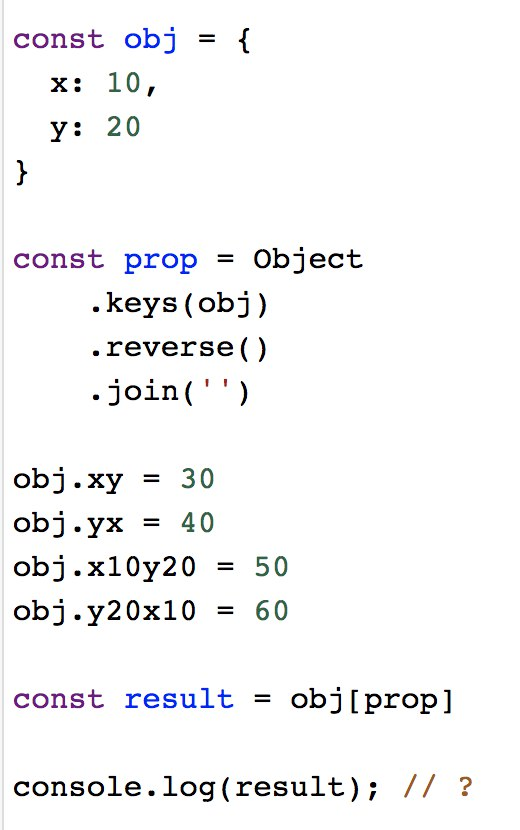 const obj = {
  x: 10,
  y: 20
}

const prop = Object
    .keys(obj)
    .reverse()
    .join('')

obj.xy = 30
obj.yx = 40
obj.x10y20 = 50
obj.y20x10 = 60

const result = obj[prop]

console.log(result); // ?